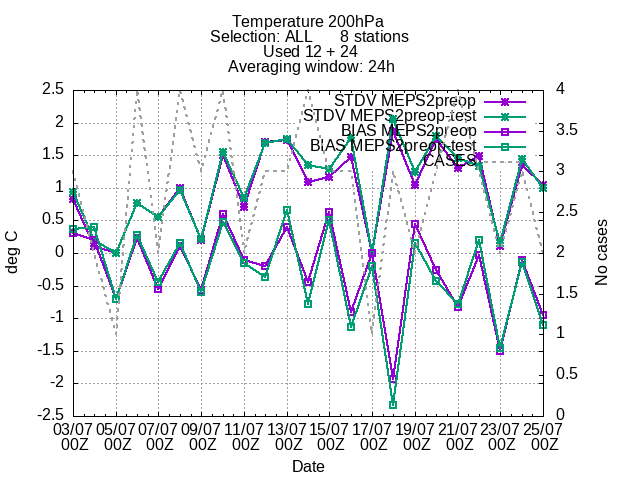 Temperature 200hPa
Selection: ALL 8 stations
Used 12 + 24
Averaging window: 24h
STDV MEPS2preop
STDV MEPS2preop-test
BIAS MEPS2preop
BIAS MEPS2preop-test
CASES
2.5
2
1.5
1
0.5
0
-0.5
-1
-1.5
-2
-2.5
deg C
4
3.5
3
2.5
2
1.5
1
0.5
0
No cases
03/07 05/07 07/07 09/07 11/07 13/07 15/07 17/07 19/07 21/07 23/07 25/07
00Z 00Z 00Z 00Z 00Z 00Z 00Z 00Z 00Z 00Z 00Z 00Z
Date